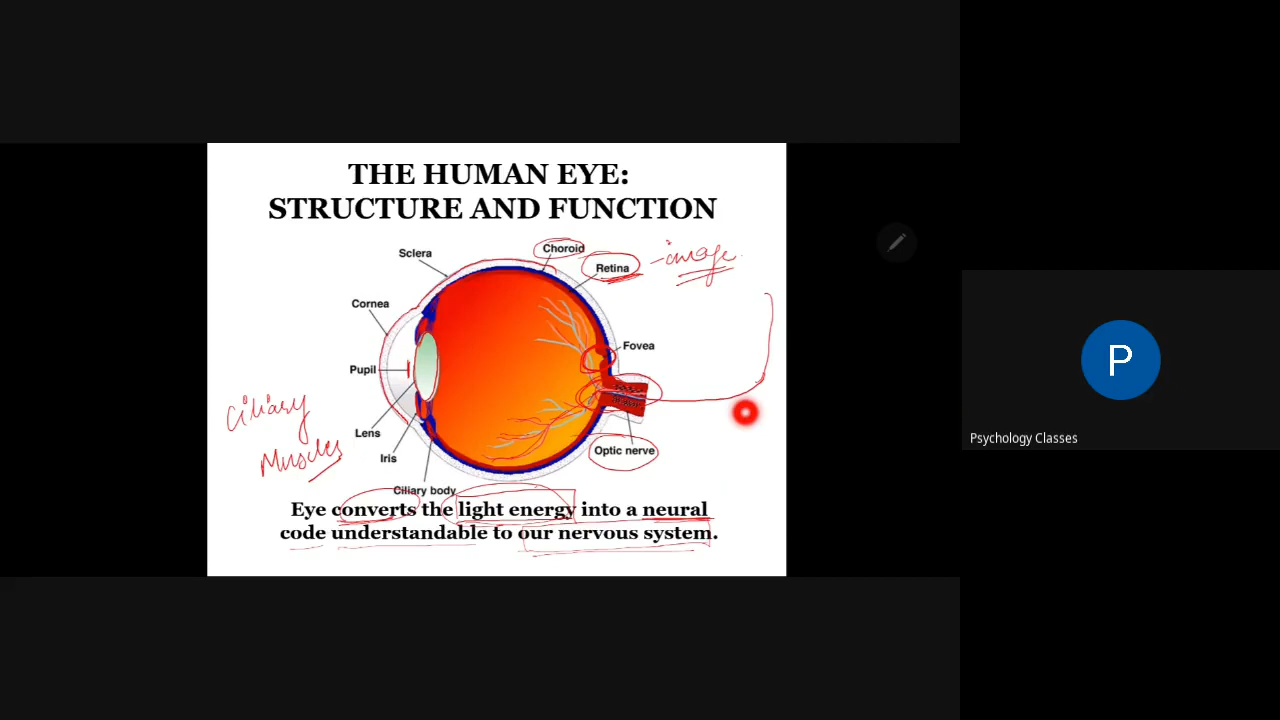 THE HUMAN EYE:
STRUCTURE AND FUNCTION
Choroid
Sclera
Retina
-image
Cornea
Fovea
Pupil
P
Ciliary
Muscles
Lens
Iris
Optic nerve
Psychology Classes
Ciliary body
Eye converts the light energy into a neural
code understandable to our nervous system.